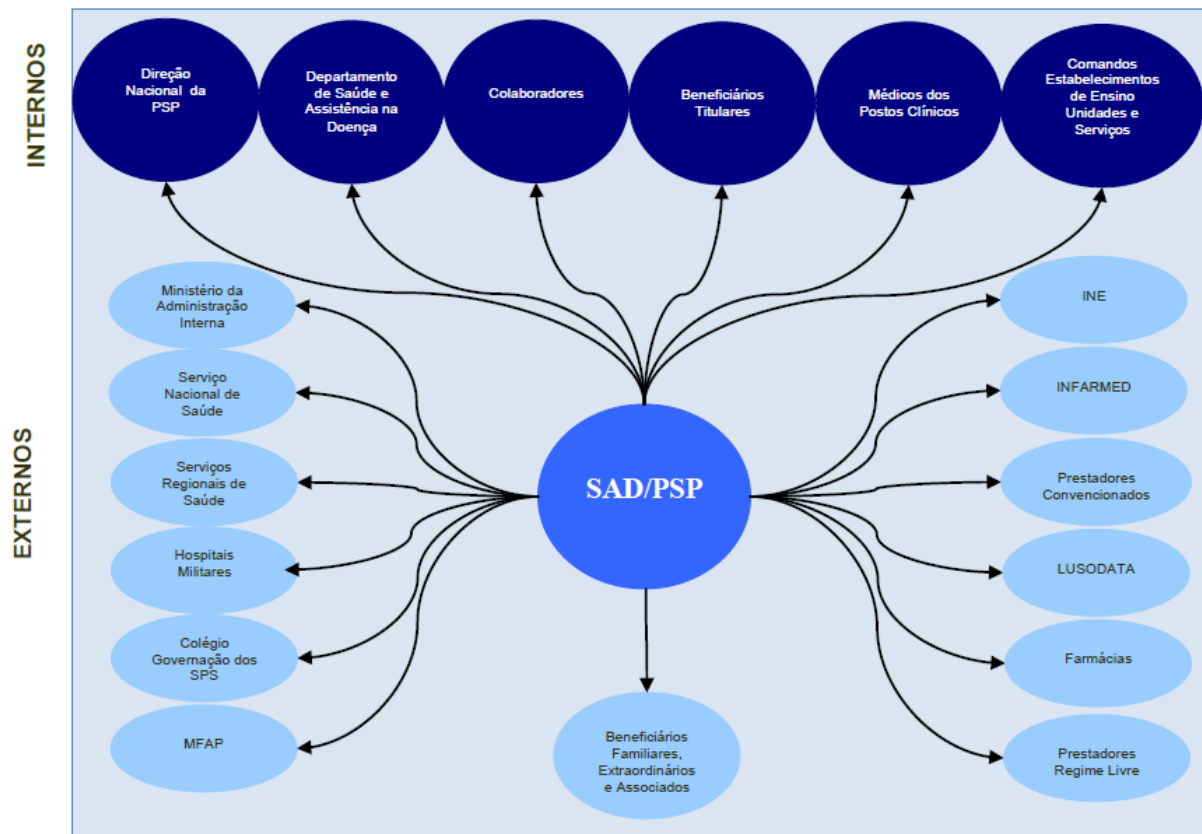 INTERNOS
Direção
Nacional da
PSP
Departamento
de Saúde e
Assistência na
Doença
Colaboradores
Beneficiários
Titulares
Médicos dos
Postos Clínicos
Comandos
Estabelecimentos
de Ensino
Unidades e
Serviços
EXTERNOS
Ministério da
Administração
Interna
Serviço
Nacional de
Saúde
Serviços
Regionais de
Saúde
Hospitais
Militares
Colégio
Governação dos
SPS
MFAP
SAD/PSP
Beneficiários
Familiares,
Extraordinários
e Associados
INE
INFARMED
Prestadores
Convencionados
LUSODATA
Farmácias
Prestadores
Regime Livre